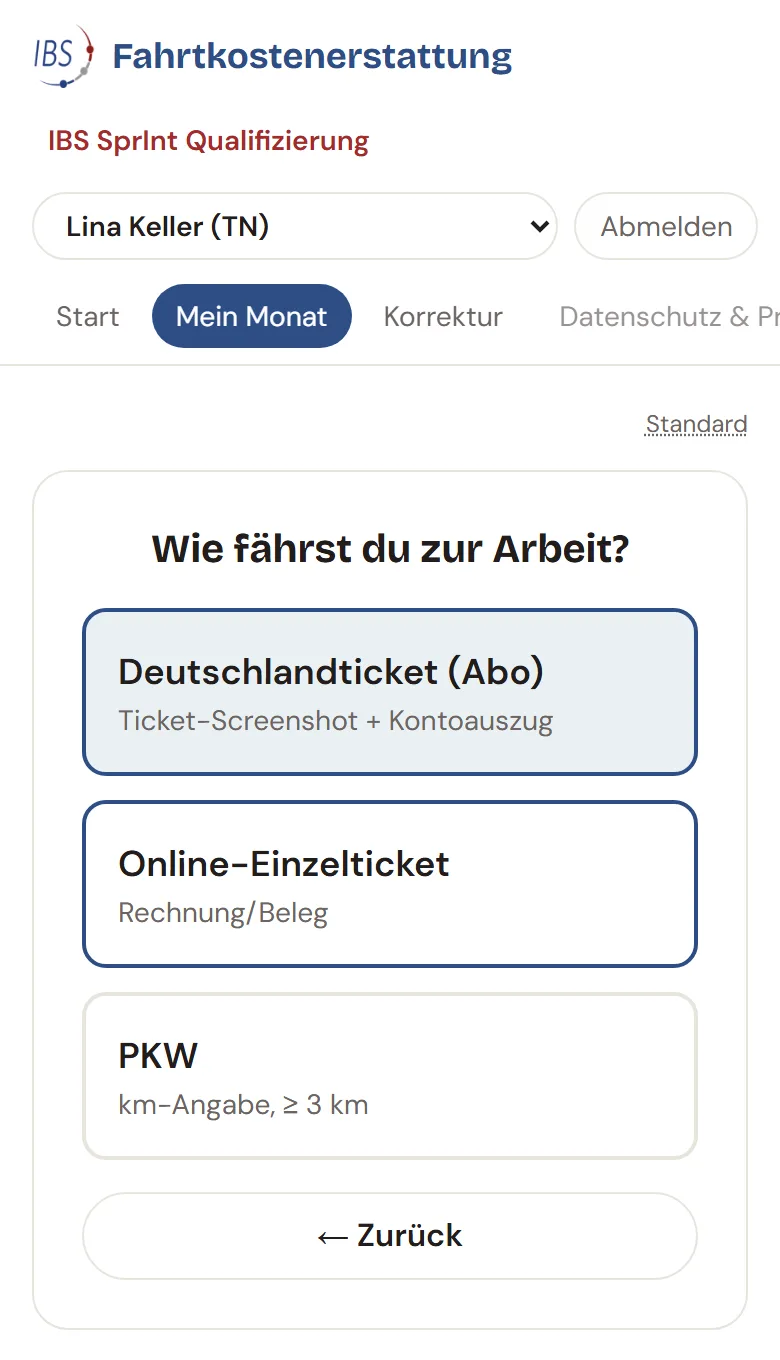 IBS Fahrtkostenerstattung
IBS SprInt Qualifizierung
Lina Keller (TN) Abmelden
Start Mein Monat Korrektur Datenschutz &
Standard
Wie fährst du zur Arbeit?
Deutschlandticket (Abo)
Ticket-Screenshot + Kontoauszug
Online-Einzelticket
Rechnung/Beleg
PKW
km-Angabe, ≥ 3 km
← Zurück